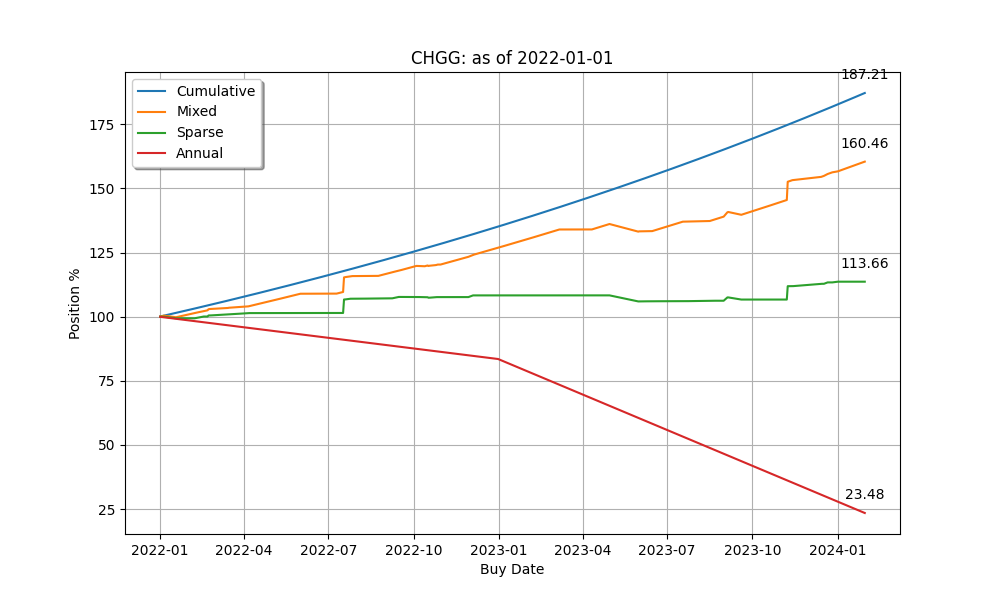 CHGG: as of 2022-01-01
187.21
Cumulative
Mixed
Sparse
Annual
160.46
113.66
23.48
175
150
125
100
75
50
25
Position %
2022-01 2022-04 2022-07 2022-10 2023-01 2023-04 2023-07 2023-10 2024-01
Buy Date